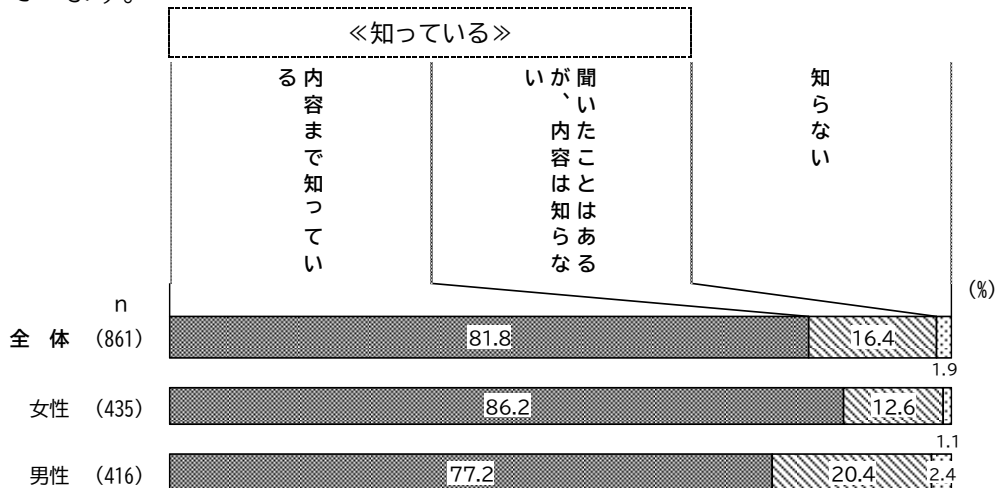 ≪知っている≫
内容まで知ってい
る
聞いたことはある
が、内容は知らな
い
知らない
(%)
n
全 体 (861) 81.8 16.4 1.9
女性 (435) 86.2 12.6 1.1
男性 (416) 77.2 20.4 2.4